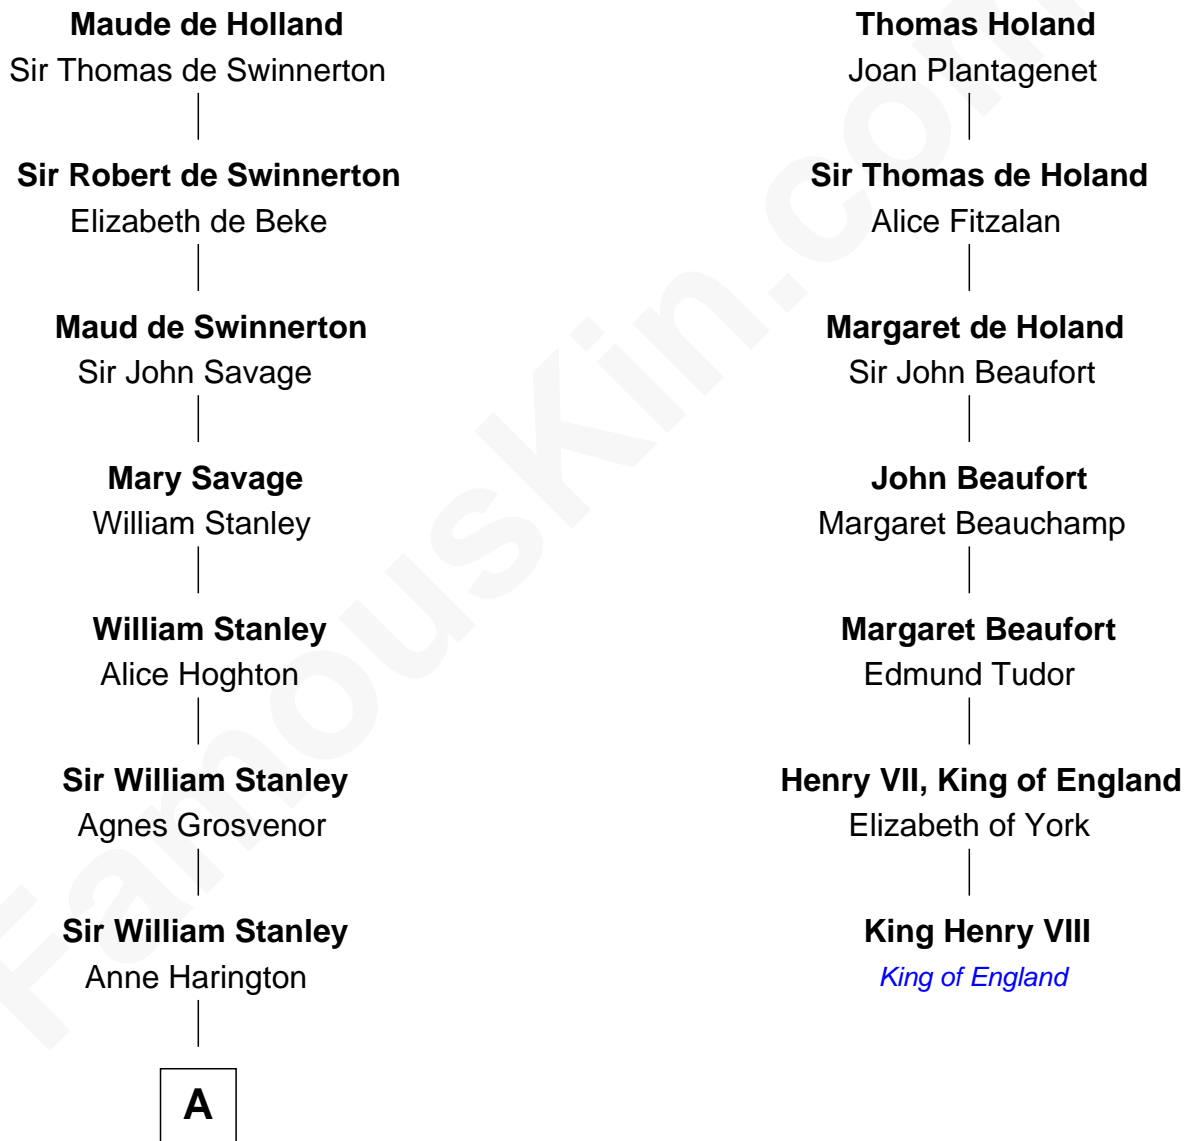 Maude de Holland
Sir Thomas de Swinnerton
Sir Robert de Swinnerton
Elizabeth de Beke
Maud de Swinnerton
Sir John Savage
Mary Savage
William Stanley
William Stanley
Alice Hoghton
Sir William Stanley
Agnes Grosvenor
Sir William Stanley
Anne Harington
A
Thomas Holand
Joan Plantagenet
Sir Thomas de Holand
Alice Fitzalan
Margaret de Holand
Sir John Beaufort
John Beaufort
Margaret Beauchamp
Margaret Beaufort
Edmund Tudor
Henry VII, King of England
Elizabeth of York
King Henry VIII
King of England
FamousKin.com